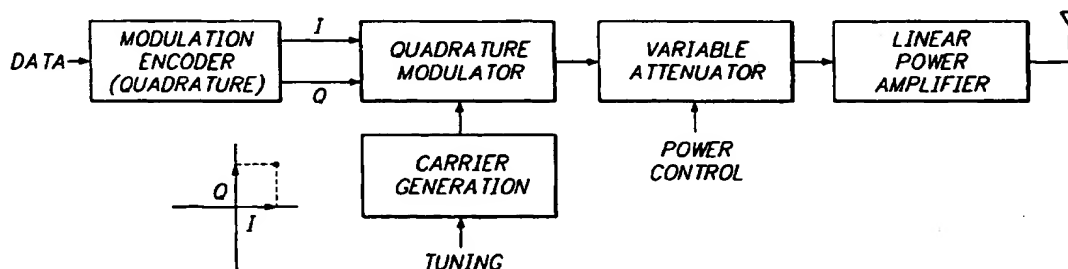 DATA
MODULATION
ENCODER
(QUADRATURE)
I
Q
QUADRATURE
MODULATOR
VARIABLE
ATTENUATOR
LINEAR
POWER
AMPLIFIER
CARRIER
GENERATION
POWER
CONTROL
Q
I
TUNING